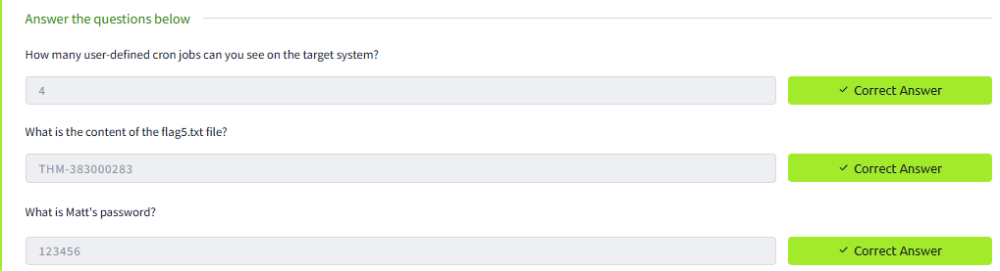 Answer the questions below
How many user-defined cron jobs can you see on the target system?
4
✓ Correct Answer
What is the content of the flag5.txt file?
THM-383000283
✓ Correct Answer
What is Matt's password?
123456
✓ Correct Answer